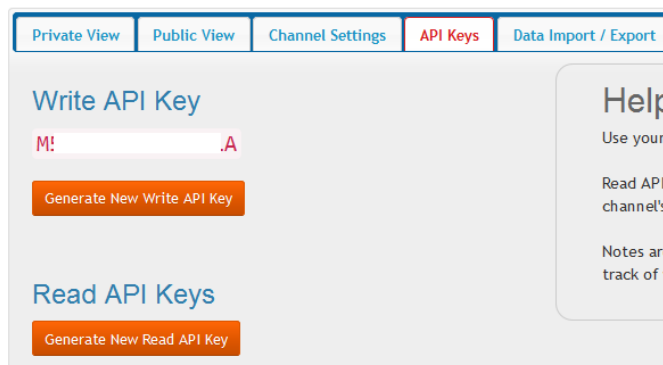 Private View
Public View
Channel Settings
API Keys
Data Import / Export
Write API Key
Generate New Write API Key
Read API Keys
Generate New Read API Key
Help
Use your
Read API
channel's
Notes
track of